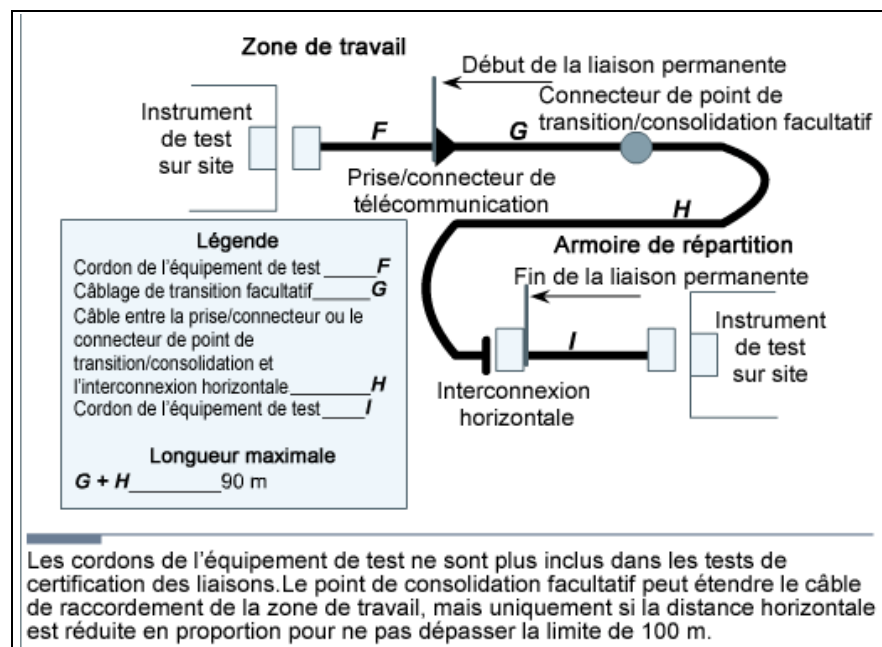 Zone de travail
Début de la liaison permanente
Instrument
de test
sur site
F
G
Connecteur de point de
transition/consolidation facultatif
Prise/connecteur de
télécommunication
H
Légende
Cordon de l'équipement de test _____F
Câblage de transition facultatif_____G
Câble entre la prise/connecteur ou le
connecteur de point de
transition/consolidation et
l'interconnexion horizontale________H
Cordon de l'équipement de test____I
Longueur maximale
G + H________90 m
Armoire de répartition
Fin de la liaison permanente
I
Instrument
de test
sur site
Interconnexion
horizontale
Les cordons de l'équipement de test ne sont plus inclus dans les tests de
certification des liaisons.Le point de consolidation facultatif peut étendre le câble
de raccordement de la zone de travail, mais uniquement si la distance horizontale
est réduite en proportion pour ne pas dépasser la limite de 100 m.